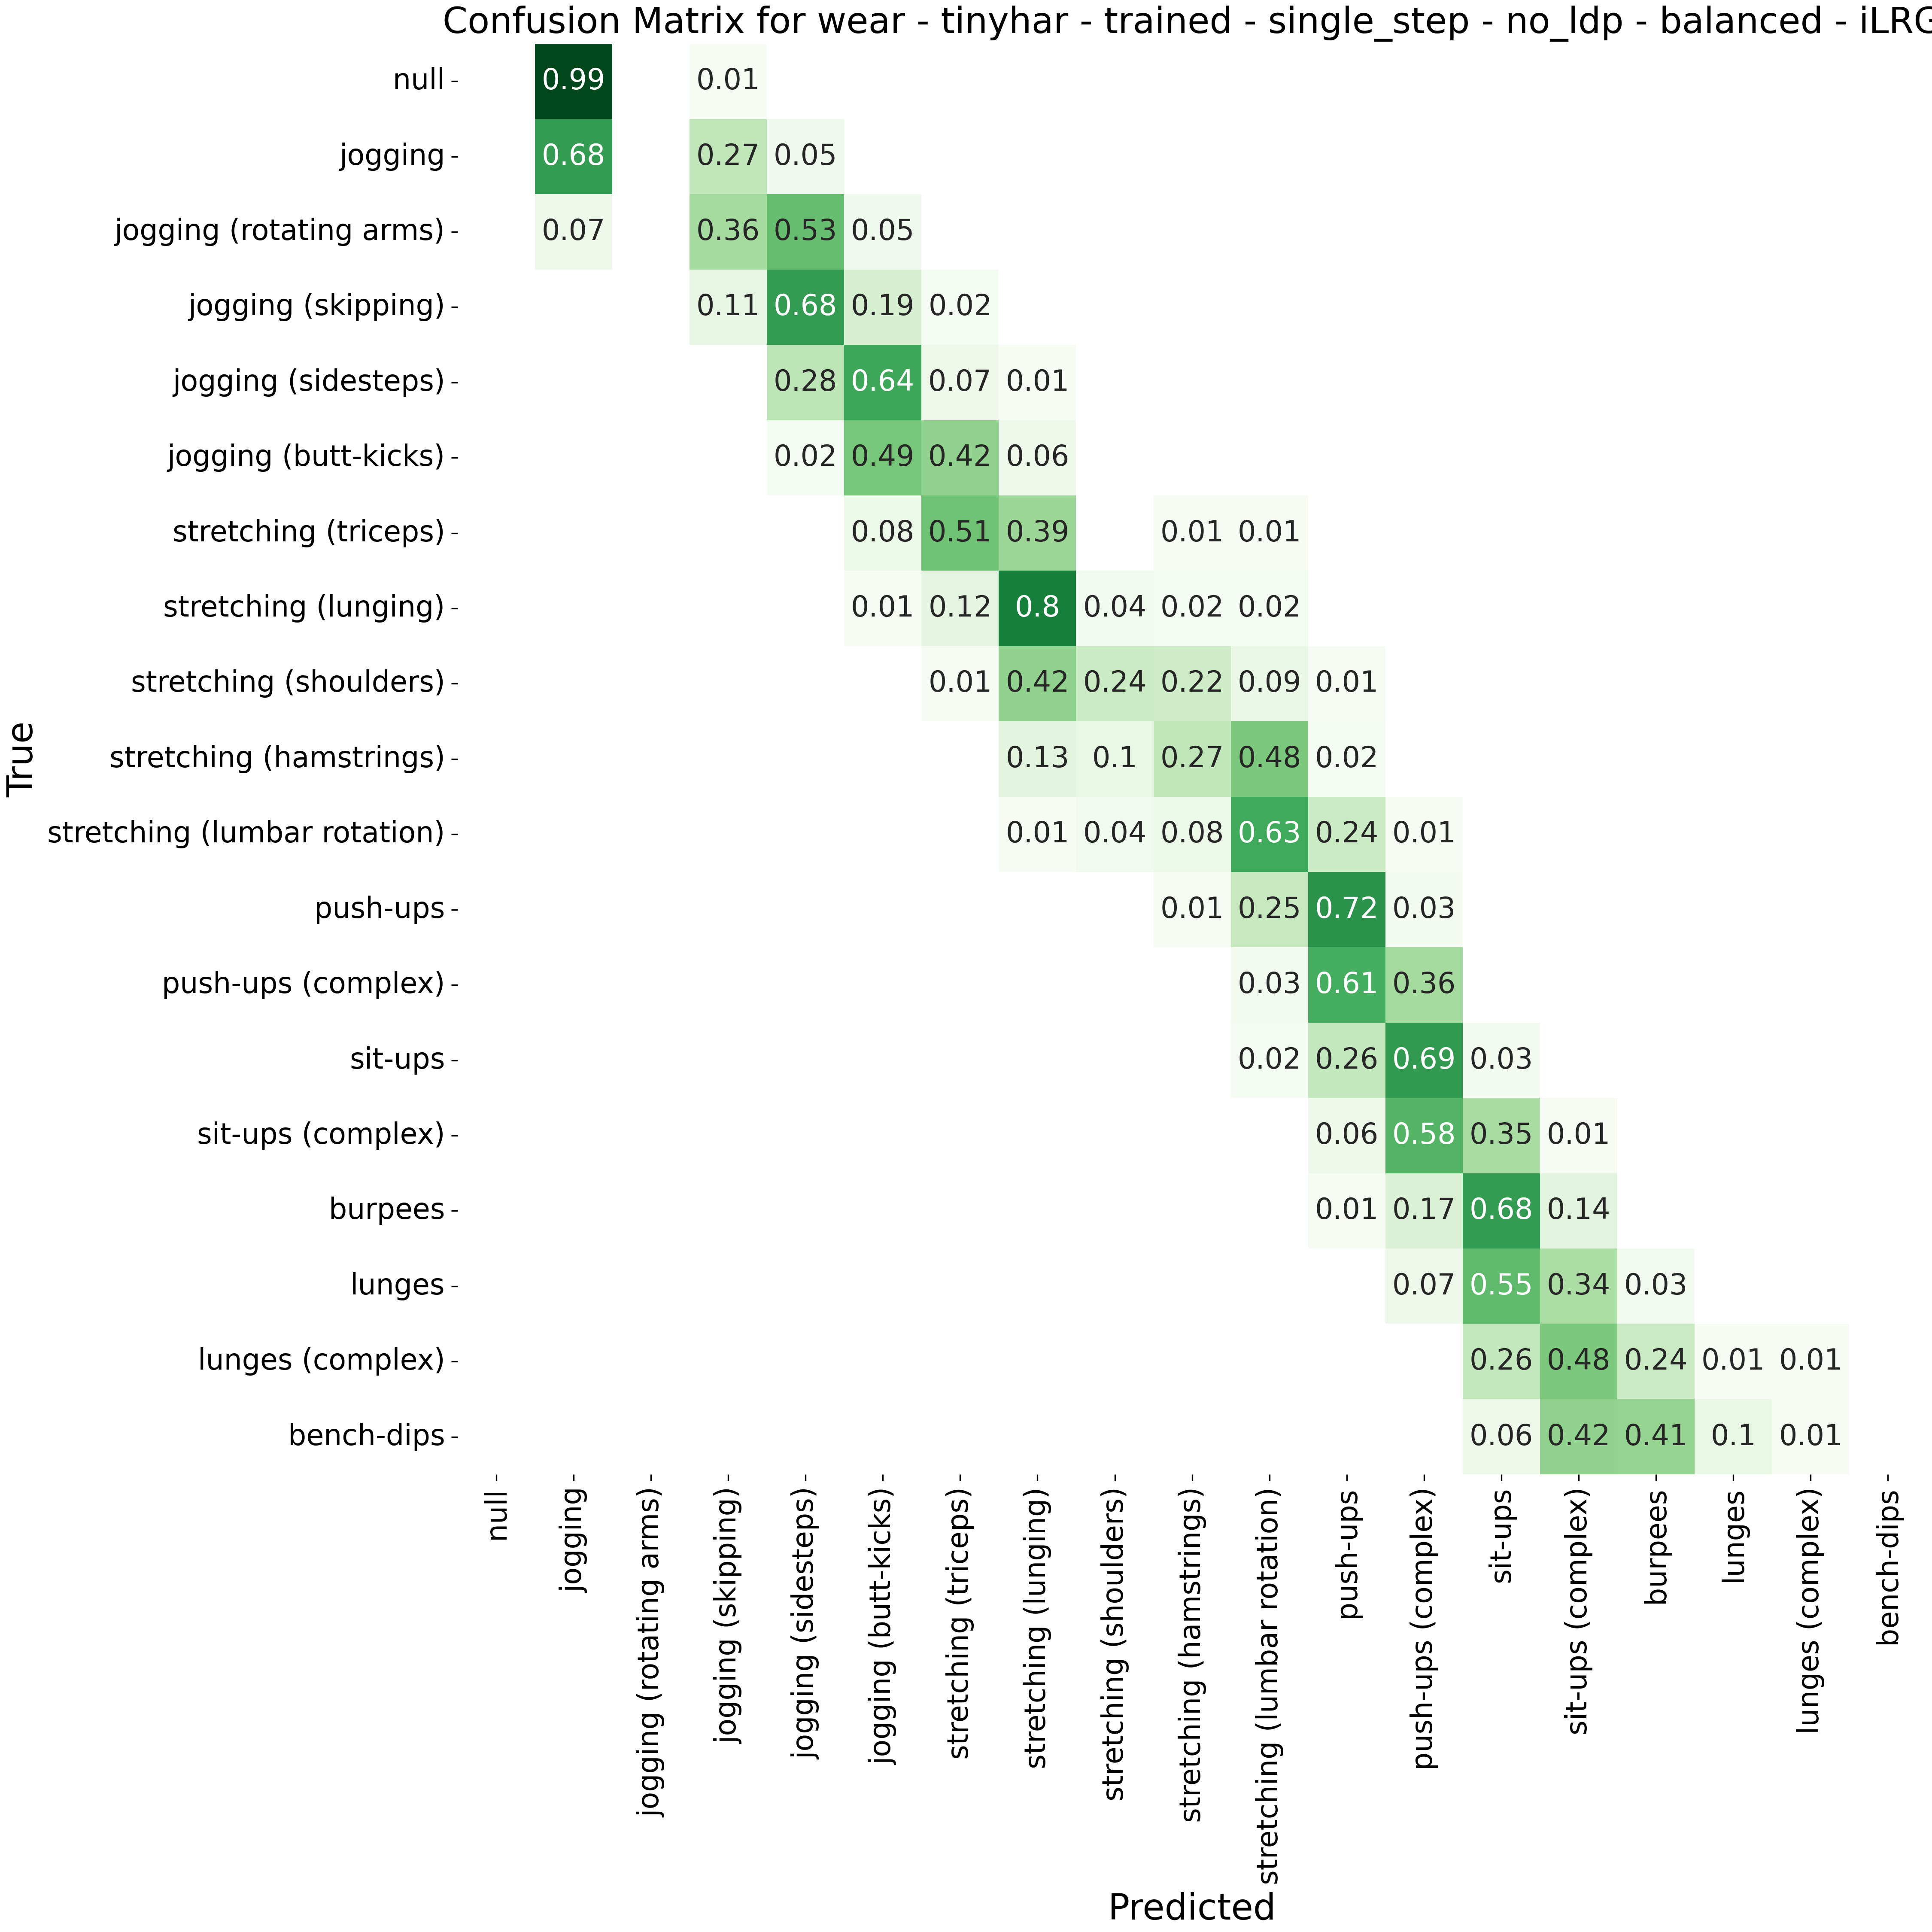 Confusion Matrix for wear - tinyhar - trained - single_step - no_ldp - balanced - iLRG
null 0.99 0.01
jogging 0.68 0.27 0.05
jogging (rotating arms) 0.07 0.36 0.53 0.05
jogging (skipping) 0.11 0.68 0.19 0.02
jogging (sidesteps) 0.28 0.64 0.07 0.01
jogging (butt-kicks) 0.02 0.49 0.42 0.06
stretching (triceps) 0.08 0.51 0.39 0.01 0.01
stretching (lunging) 0.01 0.12 0.8 0.04 0.02 0.02
stretching (shoulders) 0.01 0.42 0.24 0.22 0.09 0.01
stretching (hamstrings) 0.13 0.1 0.27 0.48 0.02
stretching (lumbar rotation) 0.01 0.04 0.08 0.63 0.24 0.01
push-ups 0.01 0.25 0.72 0.03
push-ups (complex) 0.03 0.61 0.36
sit-ups 0.02 0.26 0.69 0.03
sit-ups (complex) 0.06 0.58 0.35 0.01
burpees 0.01 0.17 0.68 0.14
lunges 0.07 0.55 0.34 0.03
lunges (complex) 0.26 0.48 0.24 0.01 0.01
bench-dips 0.06 0.42 0.41 0.1 0.01
True
null
jogging
jogging (rotating arms)
jogging (skipping)
jogging (sidesteps)
jogging (butt-kicks)
stretching (triceps)
stretching (lunging)
stretching (shoulders)
stretching (hamstrings)
stretching (lumbar rotation)
push-ups
push-ups (complex)
sit-ups
sit-ups (complex)
burpees
lunges
lunges (complex)
bench-dips
Predicted